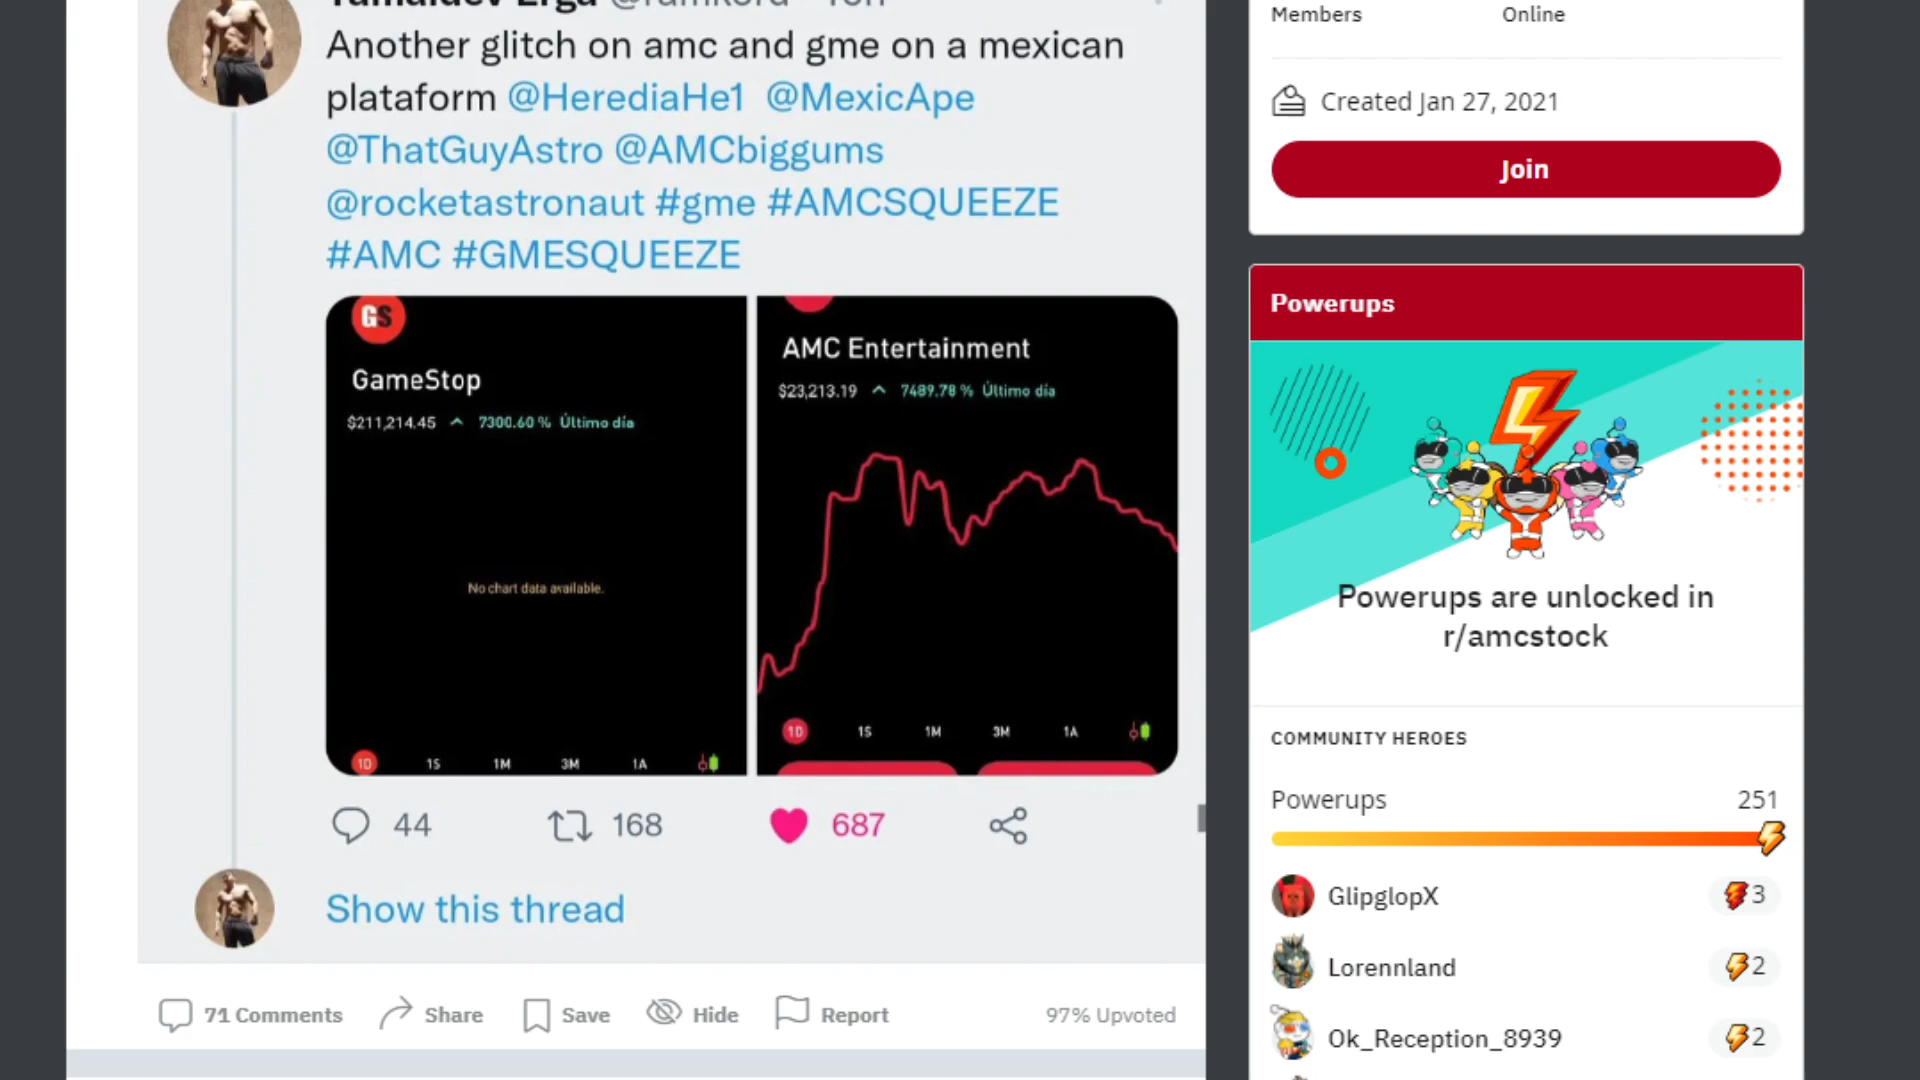 Another glitch on amc and gme on a mexican
plataform @HerediaHe1 @MexicApe
@ThatGuyAstro @AMCbiggums
@rocketastronaut #gme #AMCSQUEEZE
#AMC #GMESQUEEZE
GS
GameStop
$211,214.45 7300.60 % Último día
No chart data available.
1D 1S 1M 3M 1A
AMC Entertainment
$23,213.19 7489.78 % Último día
1D 1S 1M 3M 1A
44 168 687
Show this thread
71 Comments Share Save Hide Report 97% Upvoted
Members Online
Created Jan 27, 2021
Join
Powerups
Powerups are unlocked in
r/amcstock
COMMUNITY HEROES
Powerups 251
GlipglopX 3
Lorennland 2
Ok_Reception_8939 2